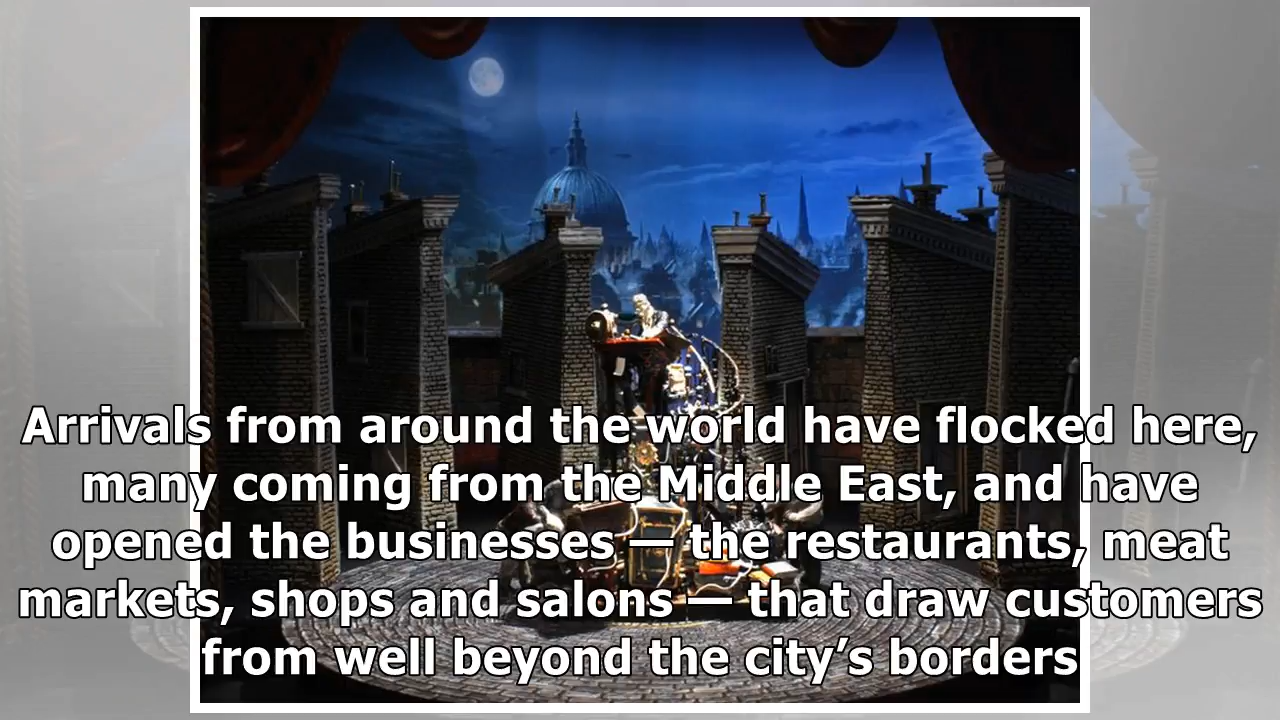 Arrivals from around the world have flocked here,
many coming from the Middle East, and have
opened the businesses — the restaurants, meat
markets, shops and salons — that draw customers
from well beyond the city’s borders